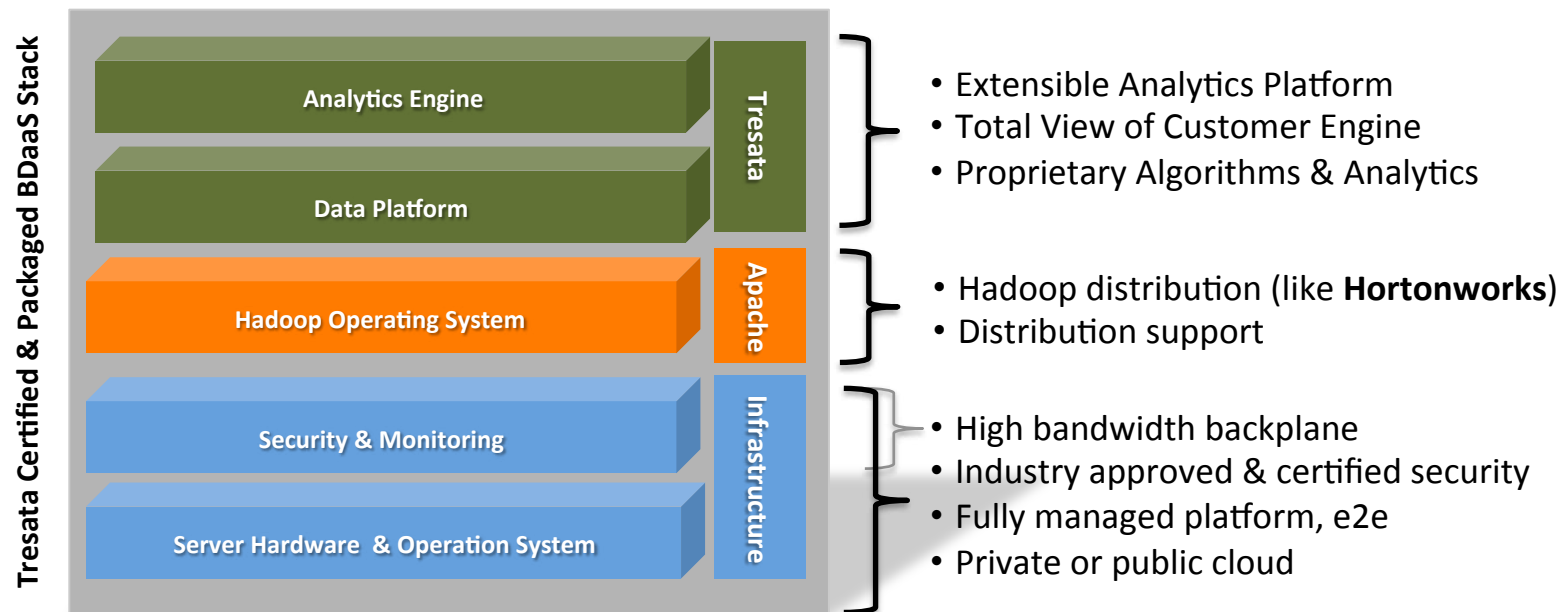 Tresata Certified & Packaged BDaaS Stack
Analytics Engine
Data Platform
Tresata
• Extensible Analytics Platform
• Total View of Customer Engine
• Proprietary Algorithms & Analytics
Hadoop Operating System
Apache
• Hadoop distribution (like Hortonworks)
• Distribution support
Security & Monitoring
Server Hardware & Operation System
Infrastructure
• High bandwidth backplane
• Industry approved & certified security
• Fully managed platform, e2e
• Private or public cloud